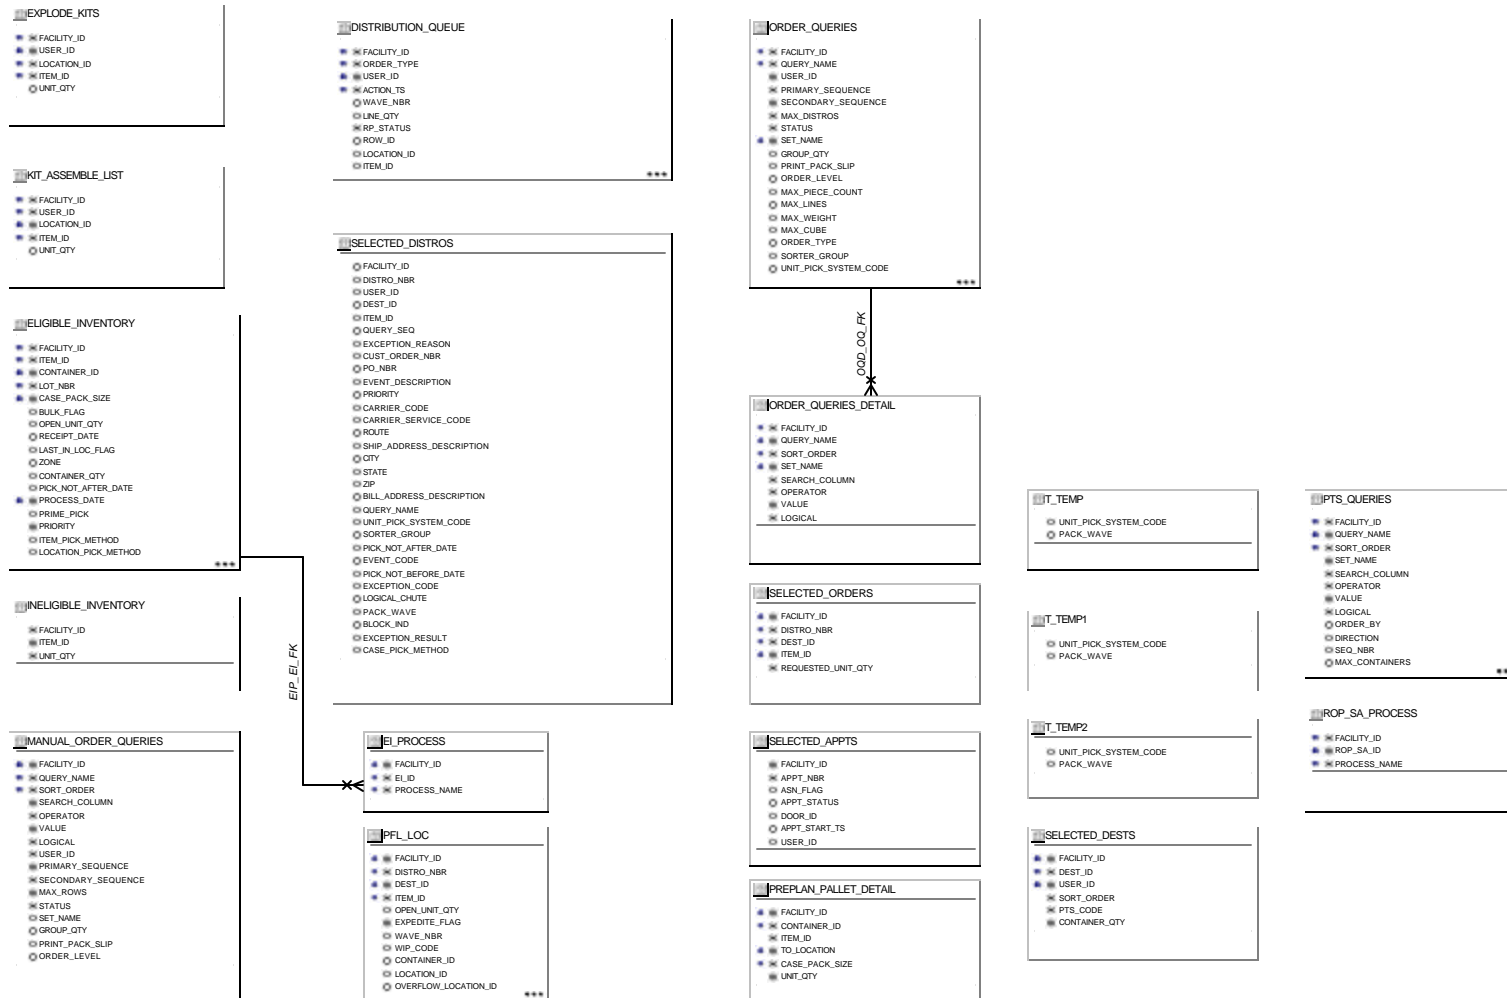 EXPLODE_KITS
FACILITY_ID
USER_ID
LOCATION_ID
ITEM_ID
UNIT_QTY
KIT_ASSEMBLE_LIST
FACILITY_ID
USER_ID
LOCATION_ID
ITEM_ID
UNIT_QTY
ELIGIBLE_INVENTORY
FACILITY_ID
ITEM_ID
CONTAINER_ID
LOT_NBR
CASE_PACK_SIZE
BULK_FLAG
OPEN_UNIT_QTY
RECEIPT_DATE
LAST_IN_LOC_FLAG
ZONE
CONTAINER_QTY
PICK_NOT_AFTER_DATE
PROCESS_DATE
PRIME_PICK
PRIORITY
ITEM_PICK_METHOD
LOCATION_PICK_METHOD
INELIGIBLE_INVENTORY
FACILITY_ID
ITEM_ID
UNIT_QTY
MANUAL_ORDER_QUERIES
FACILITY_ID
QUERY_NAME
SORT_ORDER
SEARCH_COLUMN
OPERATOR
VALUE
LOGICAL
USER_ID
PRIMARY_SEQUENCE
SECONDARY_SEQUENCE
MAX_ROWS
STATUS
SET_NAME
GROUP_QTY
PRINT_PACK_SLIP
ORDER_LEVEL
EIP_EI_FK
DISTRIBUTION_QUEUE
FACILITY_ID
ORDER_TYPE
USER_ID
ACTION_TS
WAVE_NBR
LINE_QTY
RP_STATUS
ROW_ID
LOCATION_ID
ITEM_ID
SELECTED_DISTROS
FACILITY_ID
DISTRO_NBR
USER_ID
DEST_ID
ITEM_ID
QUERY_SEQ
EXCEPTION_REASON
CUST_ORDER_NBR
PO_NBR
EVENT_DESCRIPTION
PRIORITY
CARRIER_CODE
CARRIER_SERVICE_CODE
ROUTE
SHIP_ADDRESS_DESCRIPTION
CITY
STATE
ZIP
BILL_ADDRESS_DESCRIPTION
QUERY_NAME
UNIT_PICK_SYSTEM_CODE
SORTER_GROUP
PICK_NOT_AFTER_DATE
EVENT_CODE
PICK_NOT_BEFORE_DATE
EXCEPTION_CODE
LOGICAL_CHUTE
PACK_WAVE
BLOCK_IND
EXCEPTION_RESULT
CASE_PICK_METHOD
EI_PROCESS
FACILITY_ID
EI_ID
PROCESS_NAME
PFL_LOC
FACILITY_ID
DISTRO_NBR
DEST_ID
ITEM_ID
OPEN_UNIT_QTY
EXPEDITE_FLAG
WAVE_NBR
WIP_CODE
CONTAINER_ID
LOCATION_ID
OVERFLOW_LOCATION_ID
ORDER_QUERIES
FACILITY_ID
QUERY_NAME
USER_ID
PRIMARY_SEQUENCE
SECONDARY_SEQUENCE
MAX_DISTROS
STATUS
SET_NAME
GROUP_QTY
PRINT_PACK_SLIP
ORDER_LEVEL
MAX_PIECE_COUNT
MAX_LINES
MAX_WEIGHT
MAX_CUBE
ORDER_TYPE
SORTER_GROUP
UNIT_PICK_SYSTEM_CODE
OQD_OQ_FK
ORDER_QUERIES_DETAIL
FACILITY_ID
QUERY_NAME
SORT_ORDER
SET_NAME
SEARCH_COLUMN
OPERATOR
VALUE
LOGICAL
SELECTED_ORDERS
FACILITY_ID
DISTRO_NBR
DEST_ID
ITEM_ID
REQUESTED_UNIT_QTY
SELECTED_APPTS
FACILITY_ID
APPT_NBR
ASN_FLAG
APPT_STATUS
DOOR_ID
APPT_START_TS
USER_ID
PREPLAN_PALLET_DETAIL
FACILITY_ID
CONTAINER_ID
ITEM_ID
TO_LOCATION
CASE_PACK_SIZE
UNIT_QTY
T_TEMP
UNIT_PICK_SYSTEM_CODE
PACK_WAVE
T_TEMP1
UNIT_PICK_SYSTEM_CODE
PACK_WAVE
T_TEMP2
UNIT_PICK_SYSTEM_CODE
PACK_WAVE
SELECTED_DESTS
FACILITY_ID
DEST_ID
USER_ID
SORT_ORDER
PTS_CODE
CONTAINER_QTY
PTS_QUERIES
FACILITY_ID
QUERY_NAME
SORT_ORDER
SET_NAME
SEARCH_COLUMN
OPERATOR
VALUE
LOGICAL
ORDER_BY
DIRECTION
SEQ_NBR
MAX_CONTAINERS
ROP_SA_PROCESS
FACILITY_ID
ROP_SA_ID
PROCESS_NAME